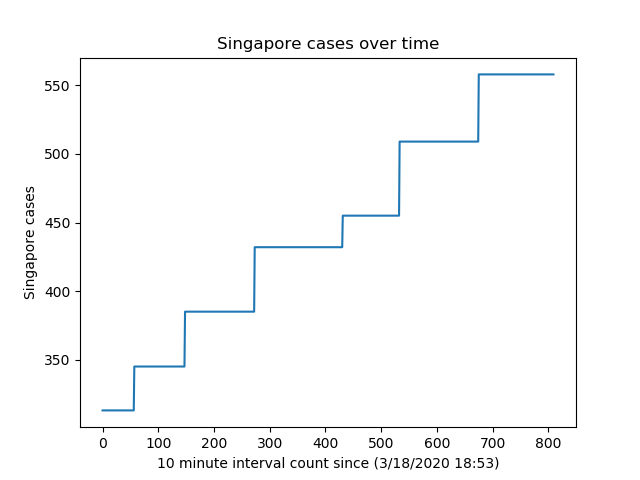 Singapore cases over time
550
500
450
400
350
Singapore cases
0 100 200 300 400 500 600 700 800
10 minute interval count since (3/18/2020 18:53)